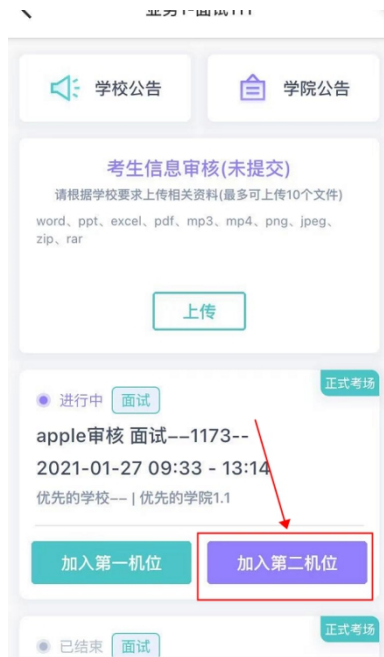 学校公告
学院公告
考生信息审核(未提交)
请根据学校要求上传相关资料(最多可上传10个文件)
word、ppt、excel、pdf、mp3、mp4、png、jpeg、
zip、rar
上传
正式考场
进行中 面试
apple审核 面试--1173--
2021-01-27 09:33 - 13:14
优先的学校-- | 优先的学院1.1
加入第一机位
加入第二机位
正式考场
已结束 面试